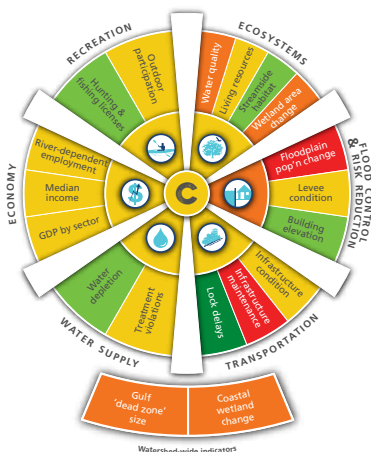 RECREATION
Hunting &
fishing licenses
Outdoor
participation
ECOSYSTEMS
Water quality
Living resources
Streamside
habitat
Wetland area
change
FLOOD CONTROL
& RISK REDUCTION
Floodplain
pop'n change
Levee
condition
Building
elevation
TRANSPORTATION
Infrastructure
condition
Infrastructure
maintenance
Lock delays
WATER SUPPLY
Treatment
violations
Water
depletion
ECONOMY
GDP by sector
Median
income
River-dependent
employment
$
C
Gulf
'dead zone'
size
Coastal
wetland
change
Watershed-wide indicators